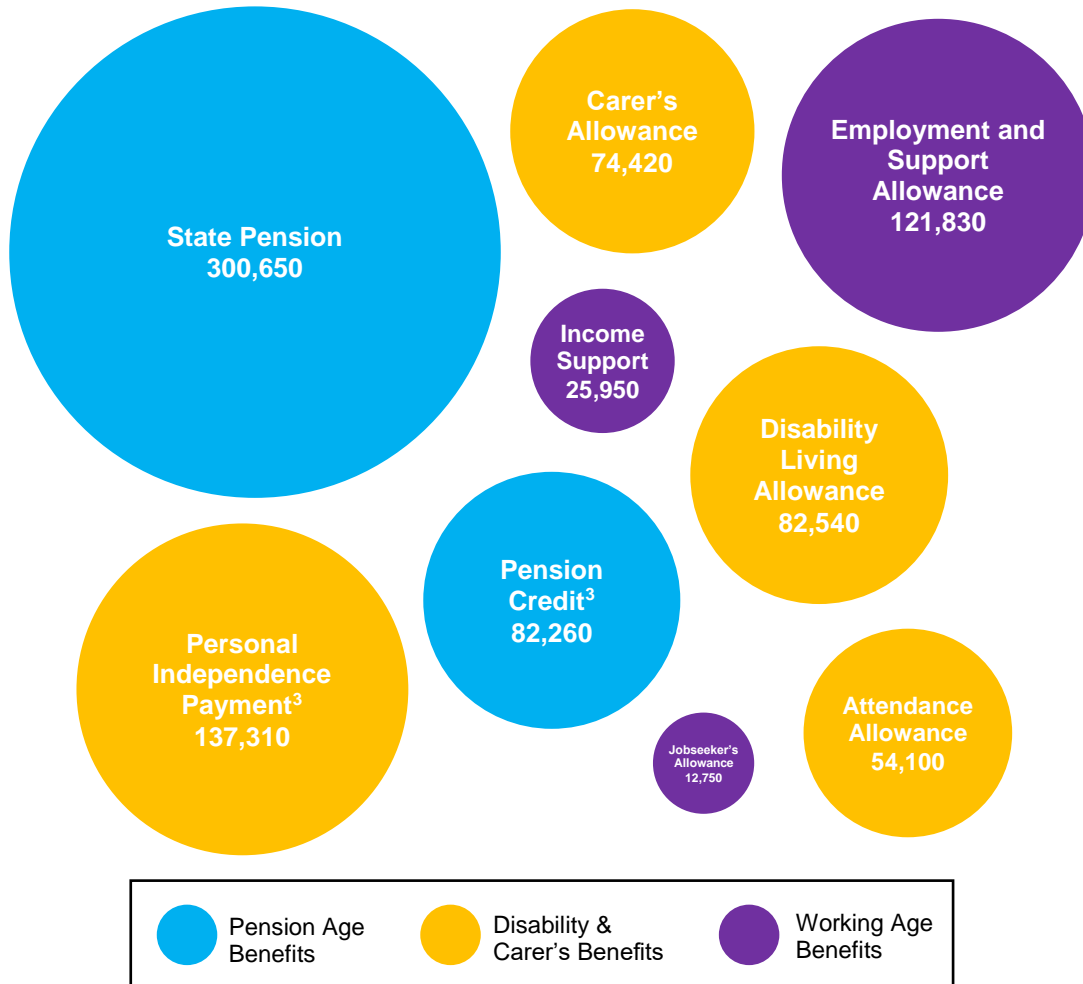 State Pension
300,650
Carer's
Allowance
74,420
Employment and
Support
Allowance
121,830
Income
Support
25,950
Disability
Living
Allowance
82,540
Pension
Credit³
82,260
Personal
Independence
Payment³
137,310
Jobseeker's
Allowance
12,750
Attendance
Allowance
54,100
Pension Age
Benefits
Disability &
Carer's Benefits
Working Age
Benefits